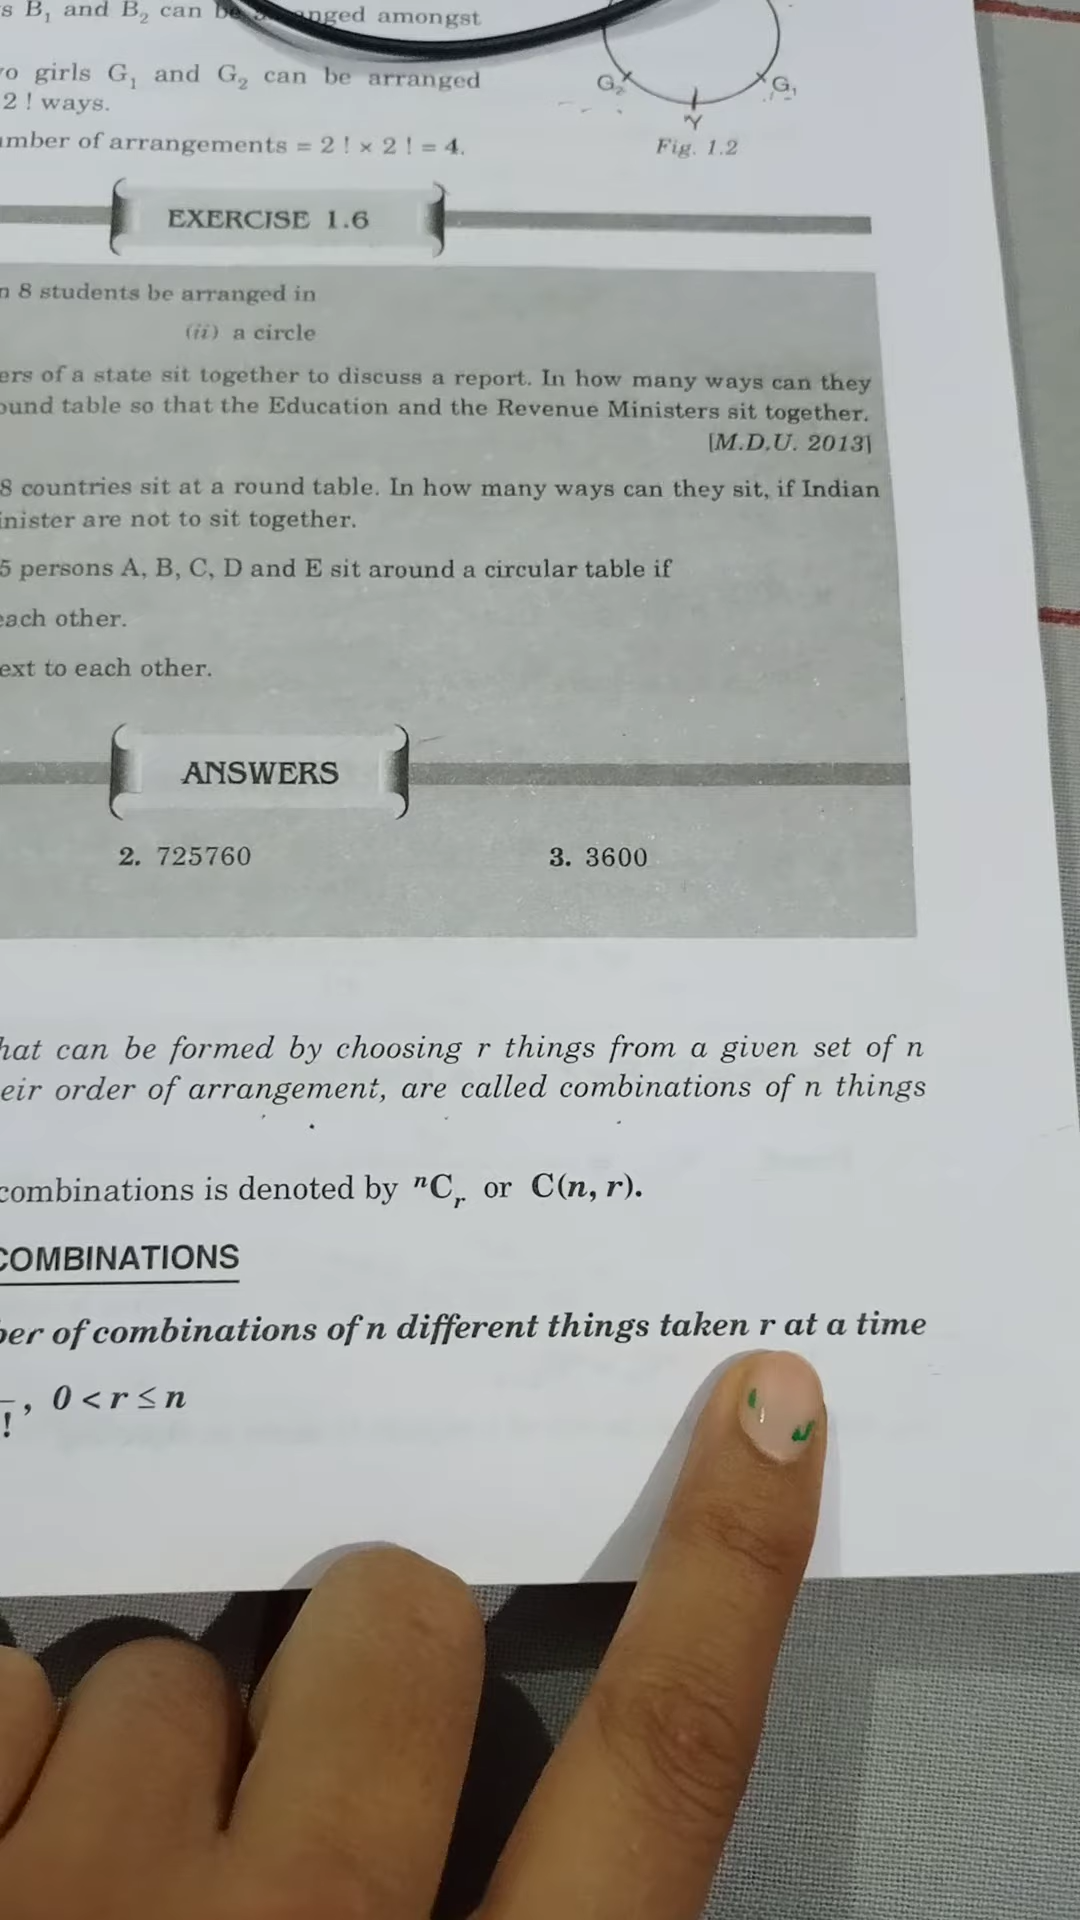 s B₁ and B₂ can be anged amongst
ro girls G₁ and G₂ can be arranged
2 ! ways.
umber of arrangements = 2 ! × 2 ! = 4.
G₂ G₁
Y
Fig. 1.2
EXERCISE 1.6
n 8 students be arranged in
(ii) a circle
ers of a state sit together to discuss a report. In how many ways can they
ound table so that the Education and the Revenue Ministers sit together.
[M.D.U. 2013]
8 countries sit at a round table. In how many ways can they sit, if Indian
inister are not to sit together.
5 persons A, B, C, D and E sit around a circular table if
each other.
ext to each other.
ANSWERS
2. 725760 3. 3600
hat can be formed by choosing r things from a given set of n
eir order of arrangement, are called combinations of n things
combinations is denoted by ⁿCᵣ or C(n, r).
COMBINATIONS
ber of combinations of n different things taken r at a time
!, 0 < r ≤ n